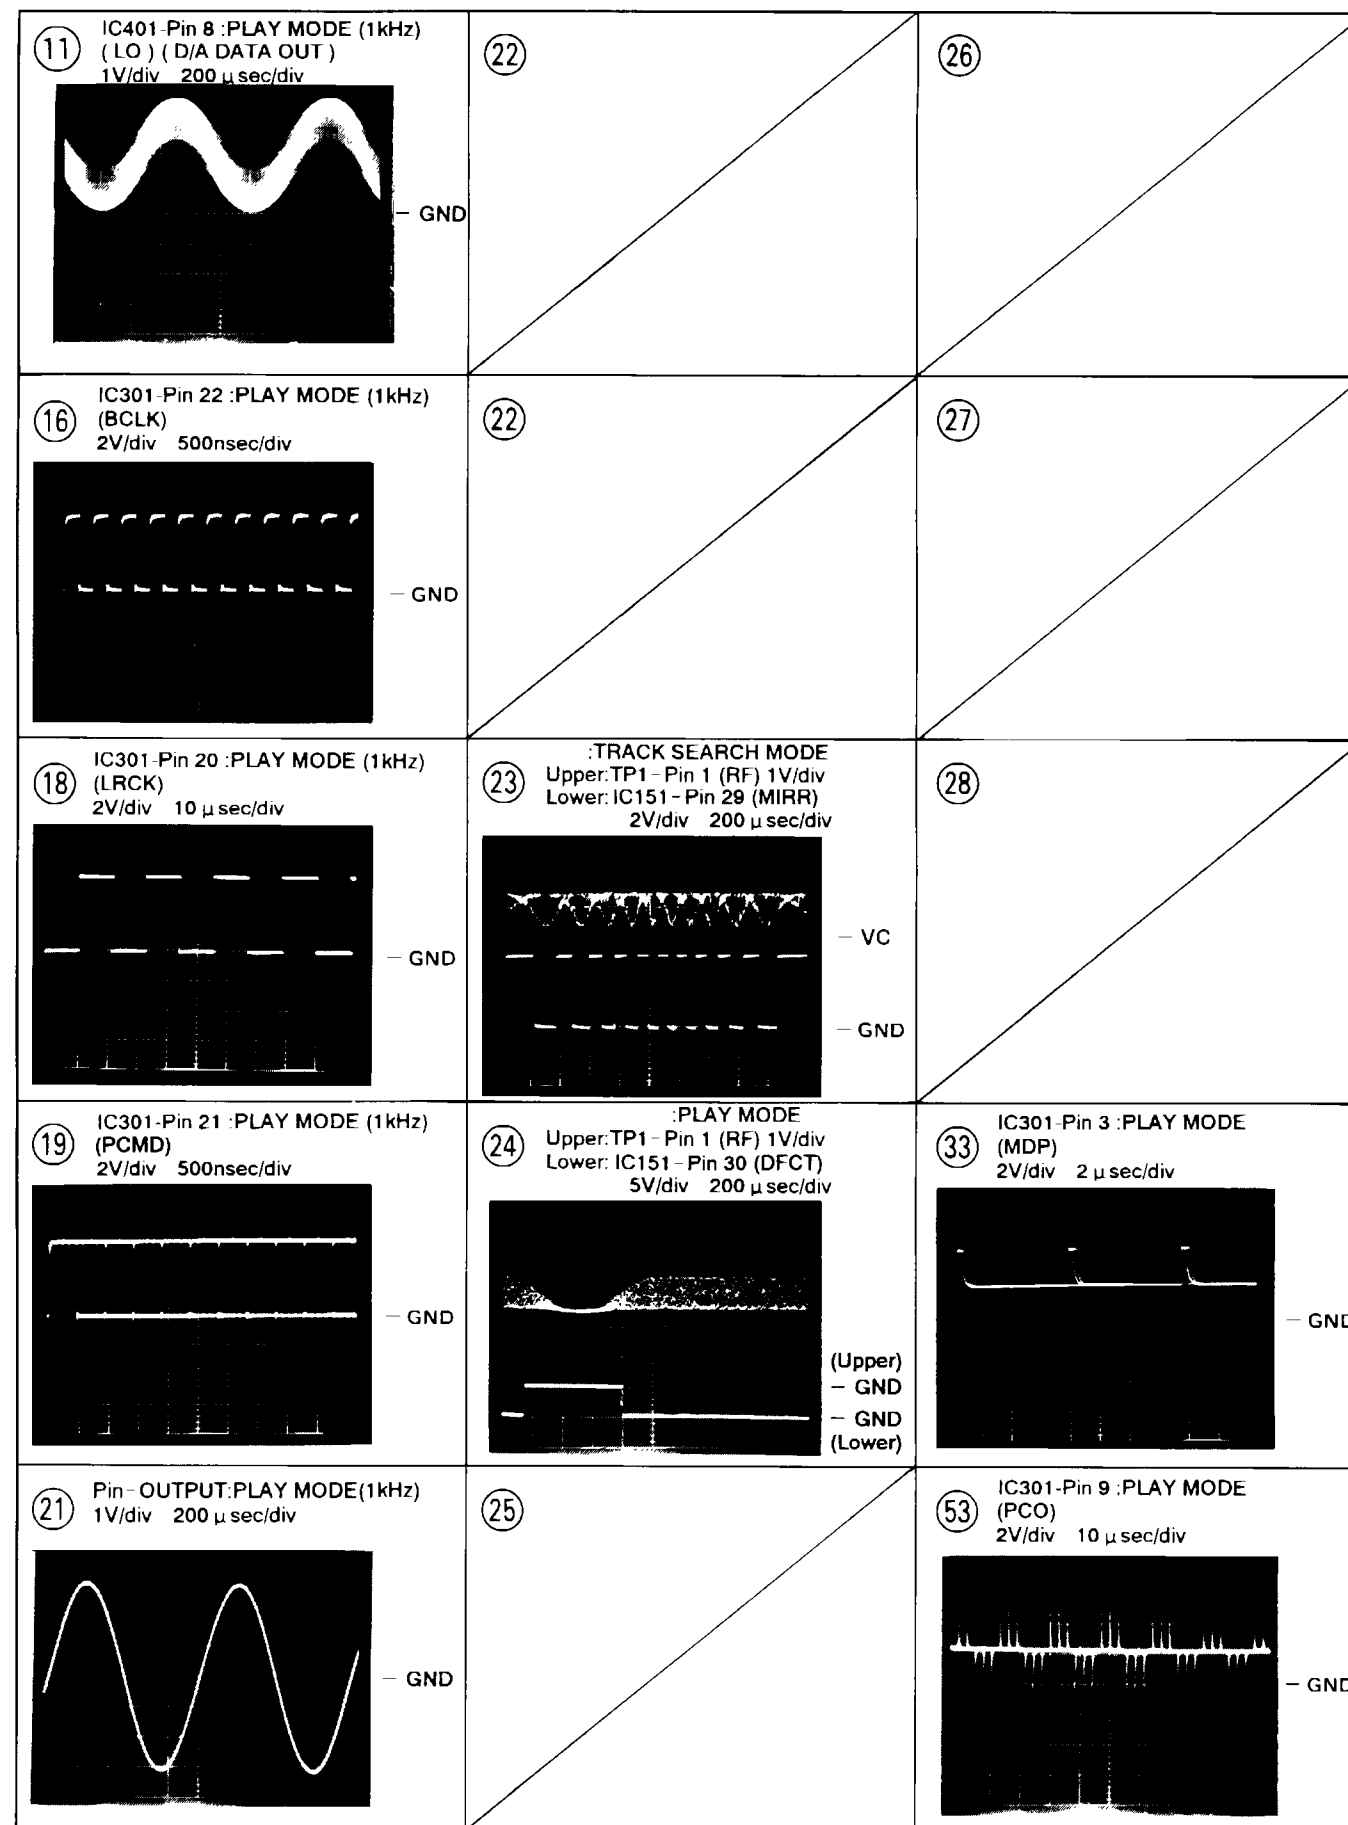 ⑪ IC401-Pin 8 :PLAY MODE (1kHz)
( LO ) ( D/A DATA OUT )
1V/div 200 μ sec/div
– GND
㉒
㉖
⑯ IC301-Pin 22 :PLAY MODE (1kHz)
(BCLK)
2V/div 500nsec/div
– GND
㉒
㉗
⑱ IC301-Pin 20 :PLAY MODE (1kHz)
(LRCK)
2V/div 10 μ sec/div
– GND
㉓ :TRACK SEARCH MODE
Upper:TP1-Pin 1 (RF) 1V/div
Lower: IC151-Pin 29 (MIRR)
2V/div 200 μ sec/div
– VC
– GND
㉘
⑲ IC301-Pin 21 :PLAY MODE (1kHz)
(PCMD)
2V/div 500nsec/div
– GND
㉔ :PLAY MODE
Upper:TP1-Pin 1 (RF) 1V/div
Lower: IC151-Pin 30 (DFCT)
5V/div 200 μ sec/div
(Upper)
– GND
– GND
(Lower)
㉝ IC301-Pin 3 :PLAY MODE
(MDP)
2V/div 2 μ sec/div
– GND
㉑ Pin-OUTPUT:PLAY MODE(1kHz)
1V/div 200 μ sec/div
– GND
㉕
53 IC301-Pin 9 :PLAY MODE
(PCO)
2V/div 10 μ sec/div
– GND